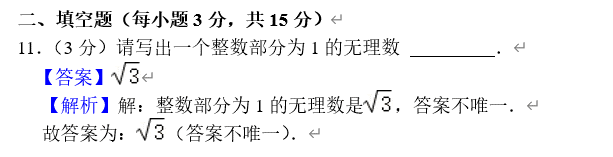 二、填空题（每小题 3 分，共 15 分）
11．（3 分）请写出一个整数部分为 1 的无理数 ________．
【答案】√3
【解析】解：整数部分为 1 的无理数是√3，答案不唯一．
故答案为：√3（答案不唯一）．